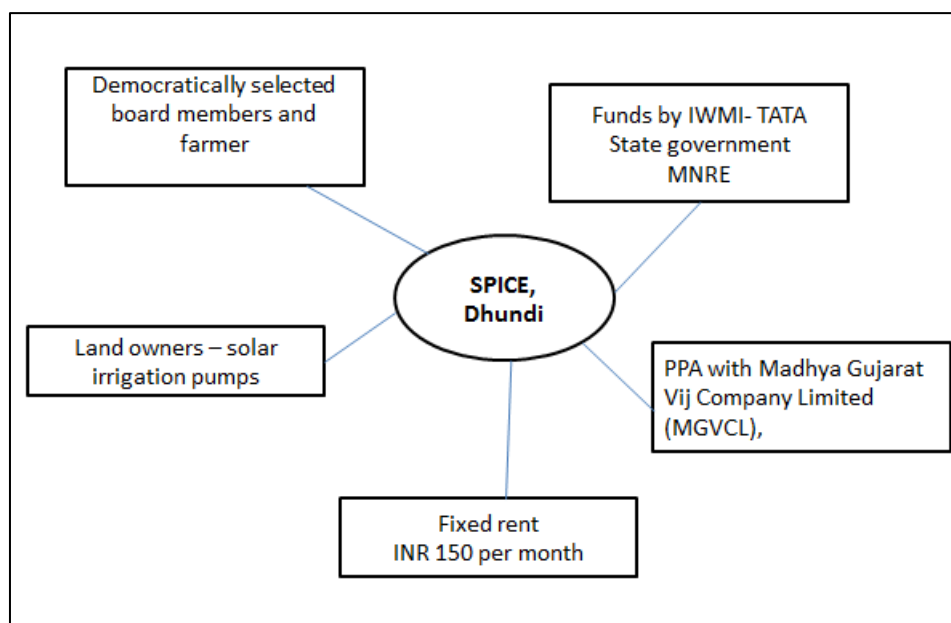 Democratically selected
board members and
farmer
Funds by IWMI- TATA
State government
MNRE
SPICE,
Dhundi
Land owners – solar
irrigation pumps
PPA with Madhya Gujarat
Vij Company Limited
(MGVCL),
Fixed rent
INR 150 per month